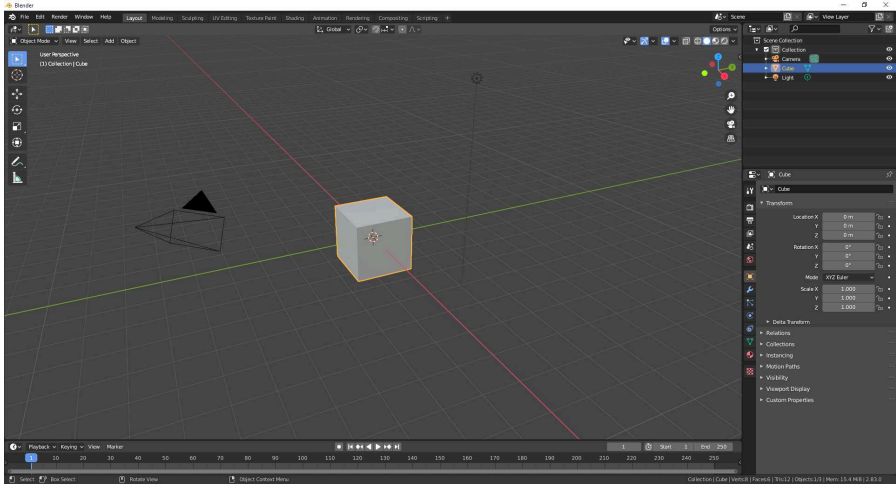 Blender
File Edit Render Window Help Layout Modeling Sculpting UV Editing Texture Paint Shading Animation Rendering Compositing Scripting + Scene View Layer
Global Options
Object Mode View Select Add Object
User Perspective
(1) Collection | Cube
Scene Collection
Collection
Camera
Cube
Light
Cube
Cube
Transform
Location X 0 m
Y 0 m
Z 0 m
Rotation X 0°
Y 0°
Z 0°
Mode XYZ Euler
Scale X 1.000
Y 1.000
Z 1.000
Delta Transform
Relations
Collections
Instancing
Motion Paths
Visibility
Viewport Display
Custom Properties
Playback Keying View Marker 1 Start 1 End 250
1 10 20 30 40 50 60 70 80 90 100 110 120 130 140 150 160 170 180 190 200 210 220 230 240 250
Select Box Select Rotate View Object Context Menu Collection | Cube | Verts:8 | Faces:6 | Tris:12 | Objects:1/3 | Mem: 15.4 MiB | 2.83.0